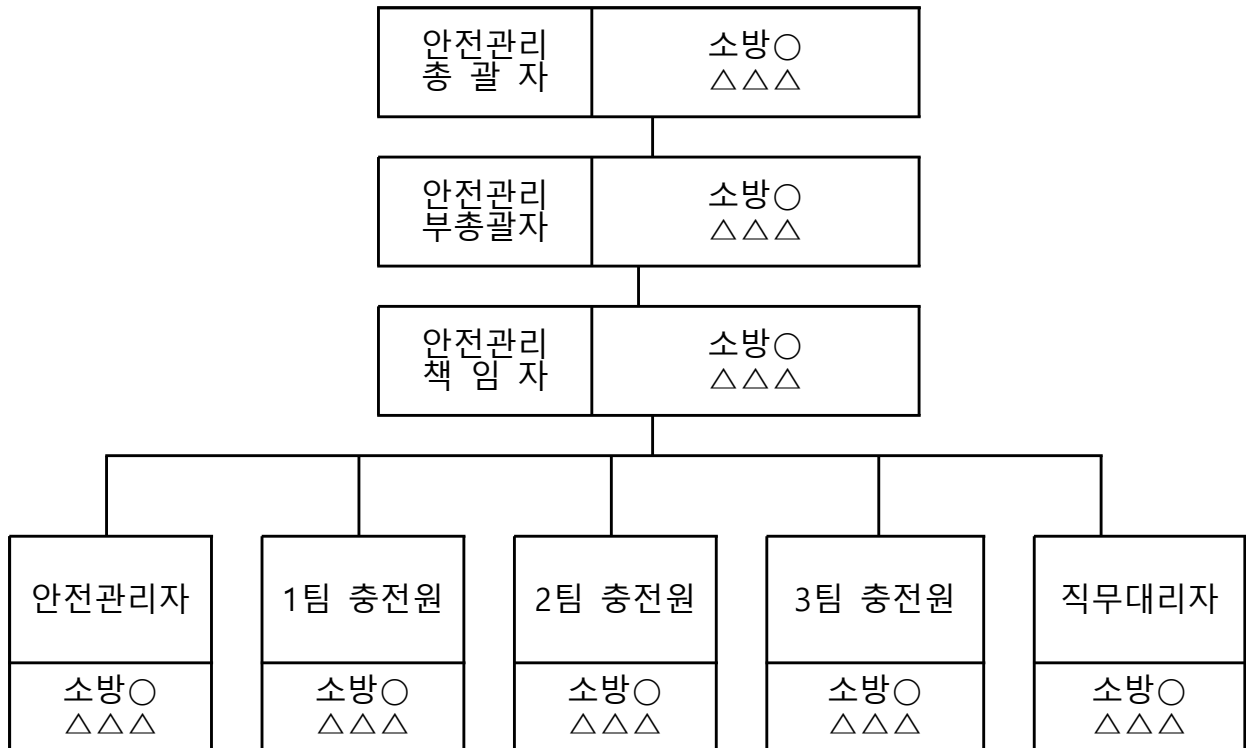 안전관리
총 괄 자
소방○
△△△
안전관리
부총괄자
소방○
△△△
안전관리
책 임 자
소방○
△△△
안전관리자
1팀 충전원
2팀 충전원
3팀 충전원
직무대리자
소방○
△△△
소방○
△△△
소방○
△△△
소방○
△△△
소방○
△△△